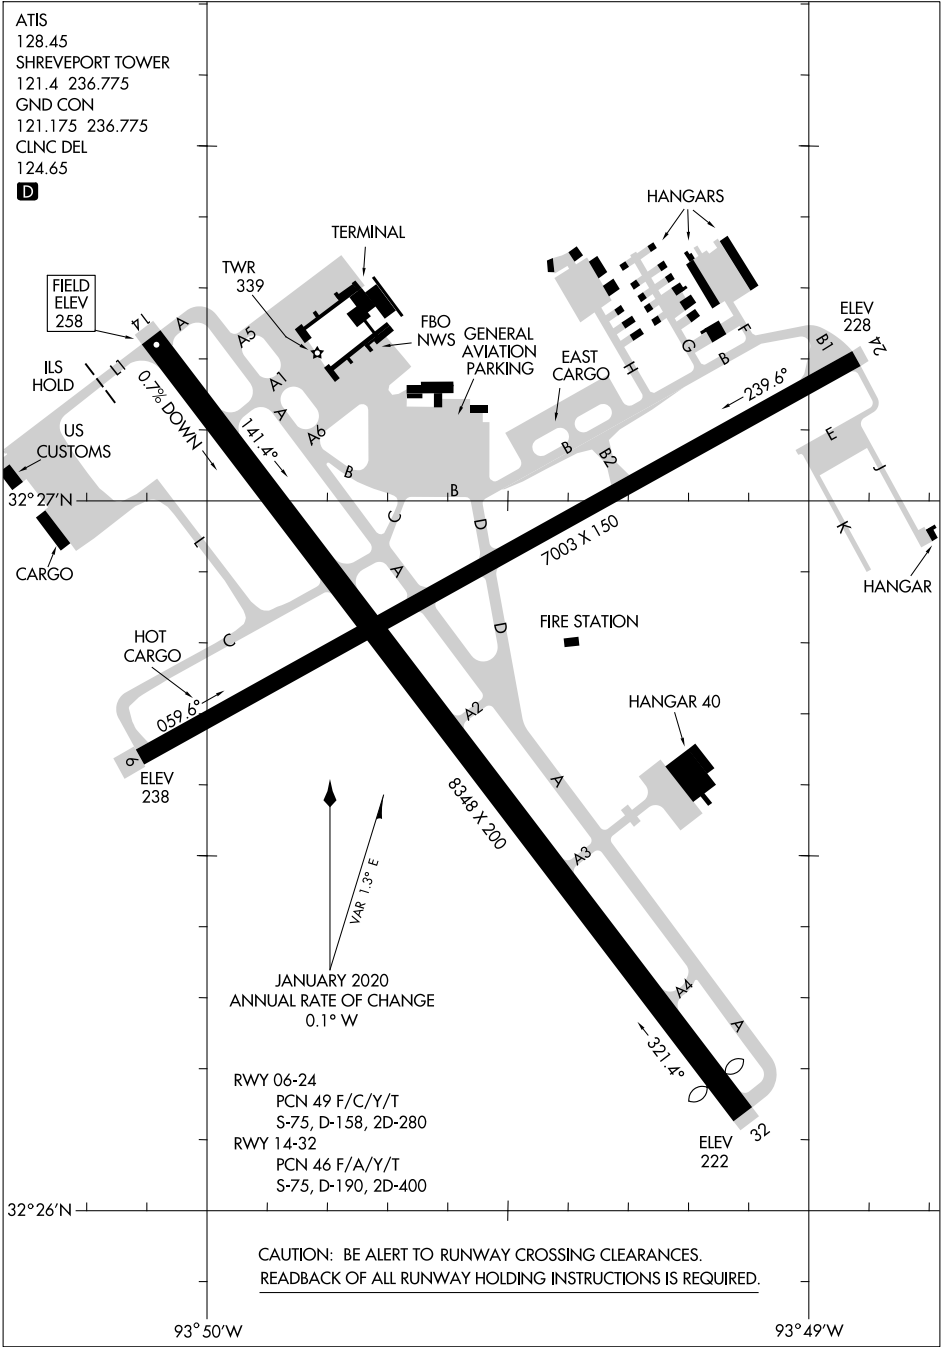 ATIS
128.45
SHREVEPORT TOWER
121.4 236.775
GND CON
121.175 236.775
CLNC DEL
124.65
D
HANGARS
TERMINAL
TWR
339
FIELD
ELEV
258
14
A
A5
FBO
NWS
GENERAL
AVIATION
PARKING
EAST
CARGO
ELEV
228
24
B1
F
B
G
H
ILS
HOLD
L1
0.7% DOWN
A1
A
A6
141.4°
239.6°
US
CUSTOMS
B
B
B
B2
E
J
K
32°27'N
L
C
D
7003 X 150
CARGO
A
HANGAR
C
D
FIRE STATION
HOT
CARGO
059.6°
A2
HANGAR 40
6
ELEV
238
A
8348 X 200
A3
VAR 1.3° E
JANUARY 2020
ANNUAL RATE OF CHANGE
0.1° W
A4
A
321.4°
RWY 06-24
PCN 49 F/C/Y/T
S-75, D-158, 2D-280
RWY 14-32
PCN 46 F/A/Y/T
S-75, D-190, 2D-400
32
ELEV
222
32°26'N
CAUTION: BE ALERT TO RUNWAY CROSSING CLEARANCES.
READBACK OF ALL RUNWAY HOLDING INSTRUCTIONS IS REQUIRED.
93°50'W
93°49'W